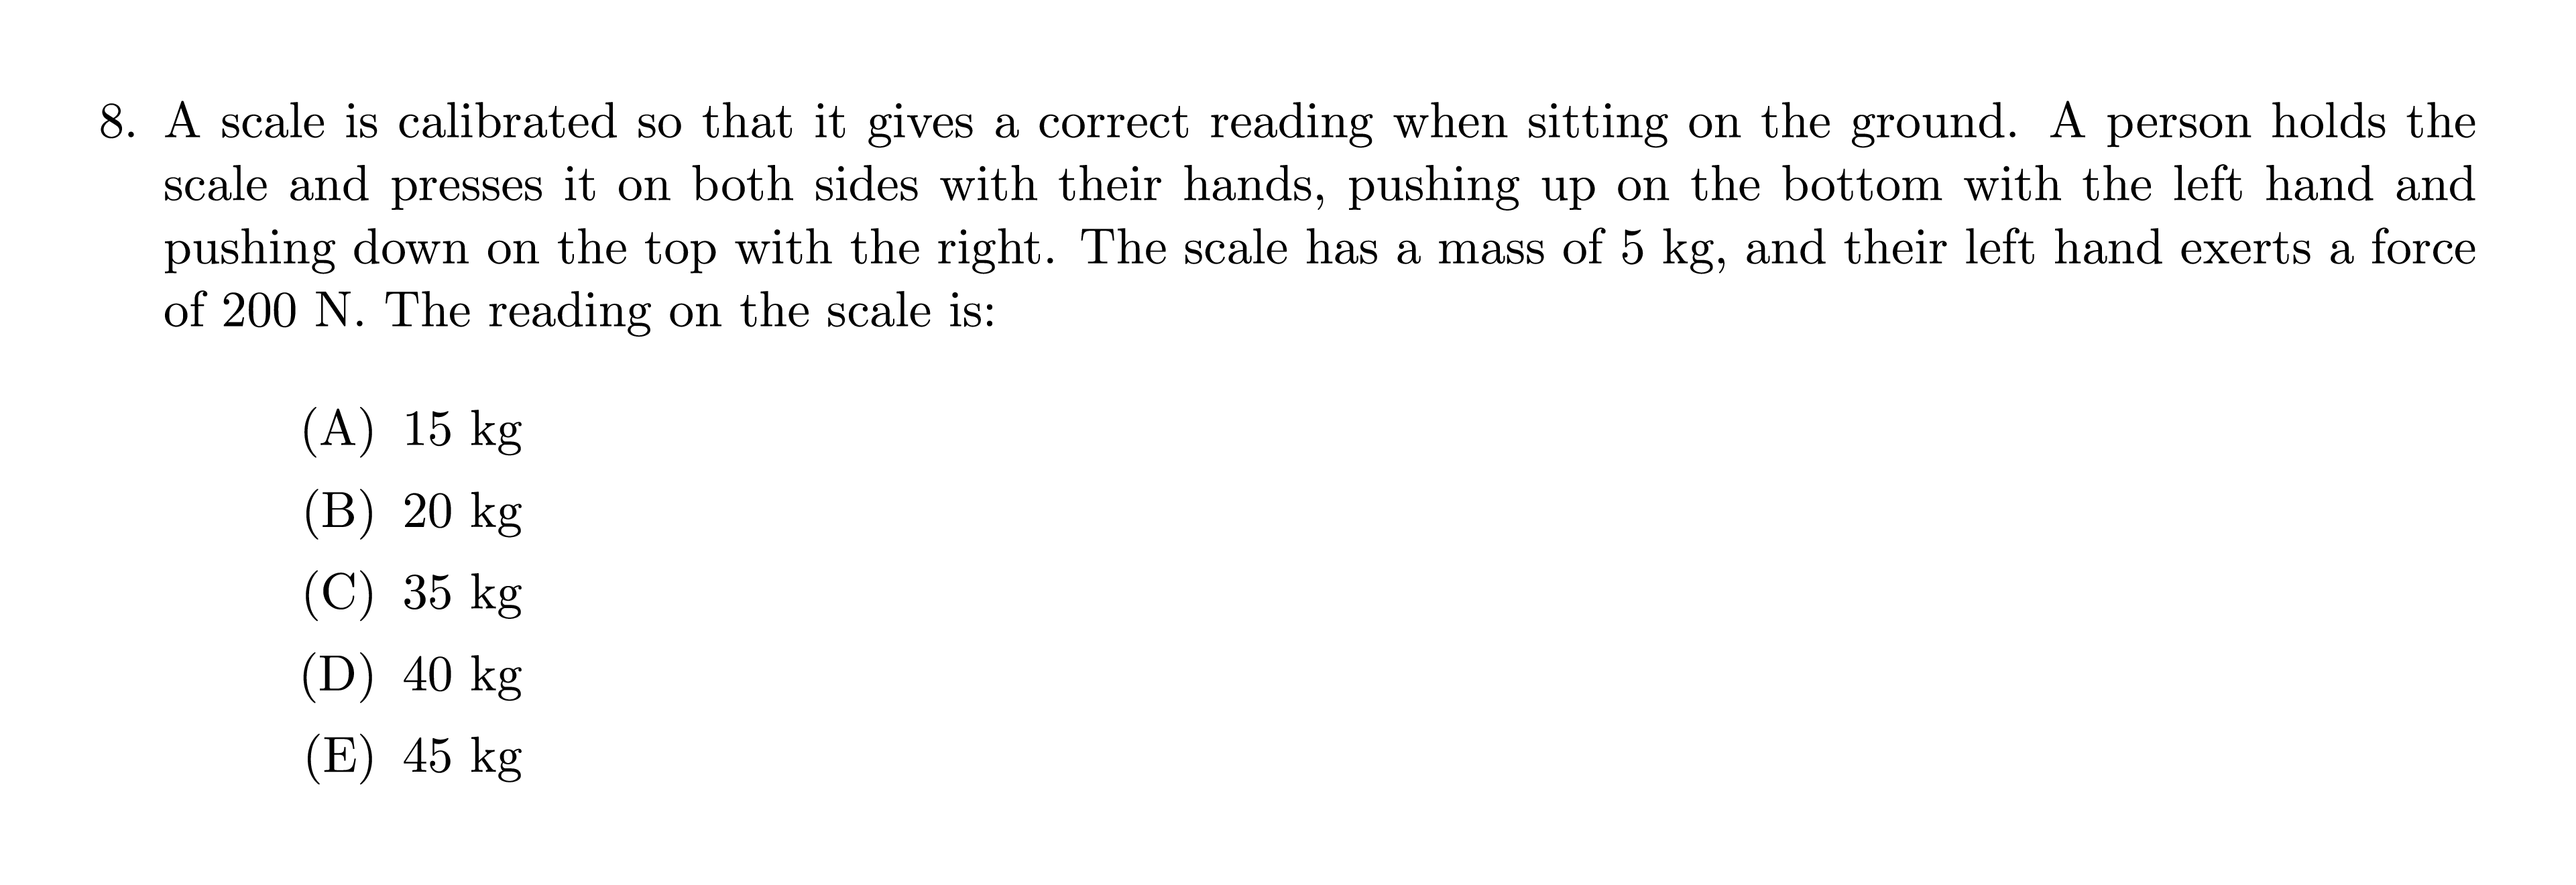 8. A scale is calibrated so that it gives a correct reading when sitting on the ground. A person holds the
scale and presses it on both sides with their hands, pushing up on the bottom with the left hand and
pushing down on the top with the right. The scale has a mass of 5 kg, and their left hand exerts a force
of 200 N. The reading on the scale is:
(A) 15 kg
(B) 20 kg
(C) 35 kg
(D) 40 kg
(E) 45 kg